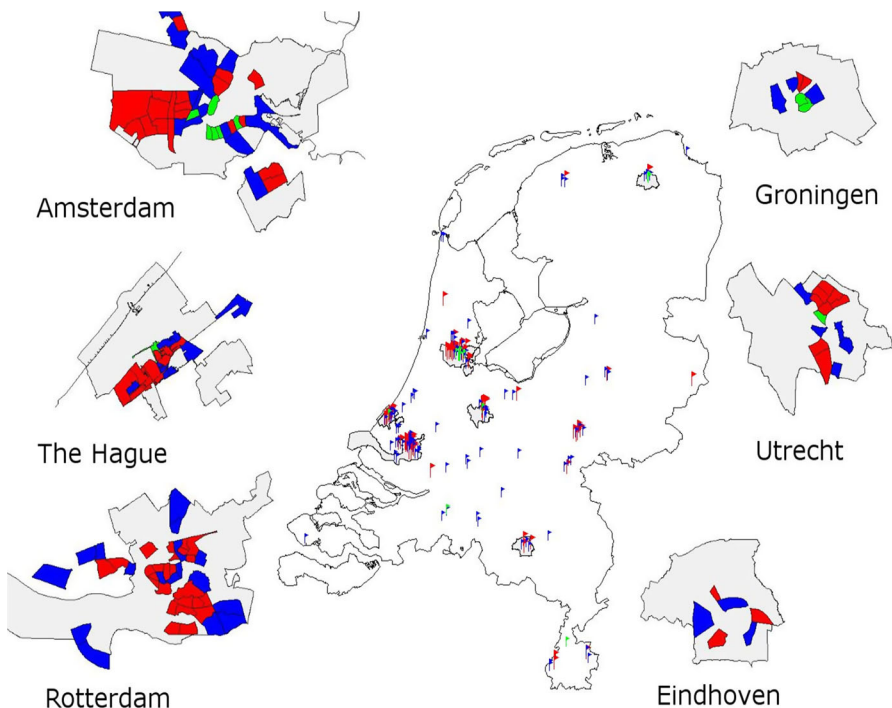 Amsterdam
Groningen
The Hague
Utrecht
Rotterdam
Eindhoven